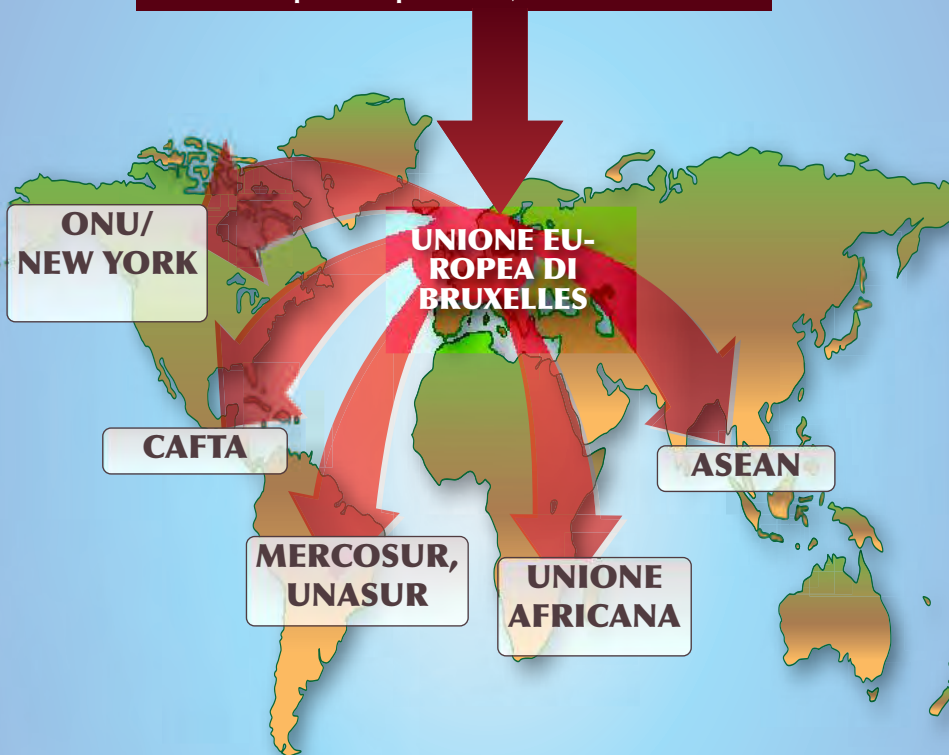 UNIONE EU-
ROPEA DI
BRUXELLES
ONU/
NEW YORK
CAFTA
ASEAN
MERCOSUR,
UNASUR
UNIONE
AFRICANA